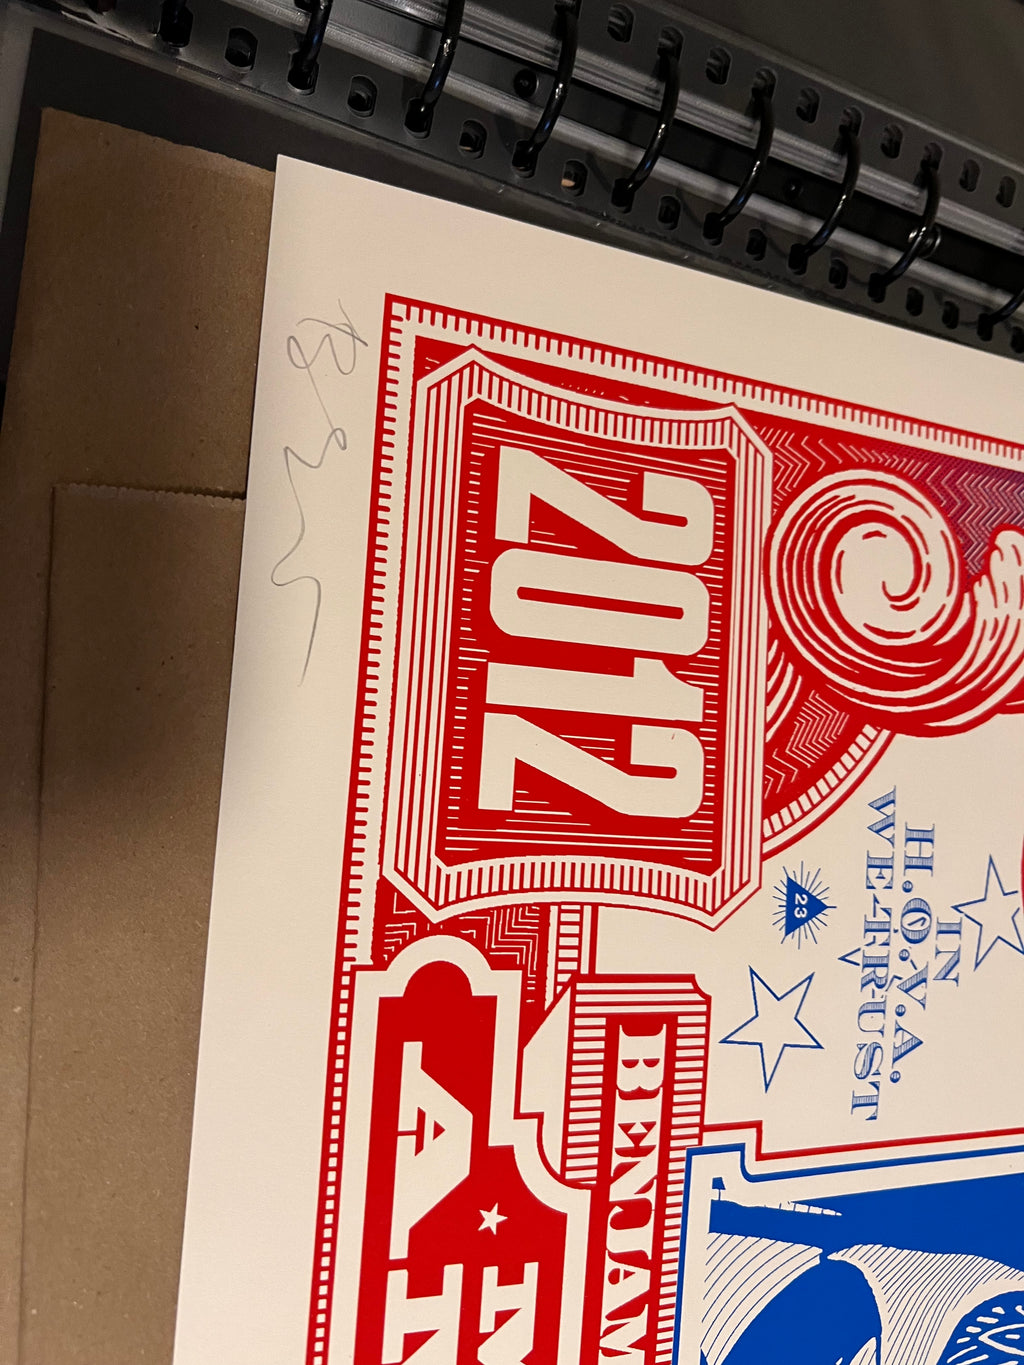 IN
H.O.V.A.
WE TRUST
23
2012
BENJAM